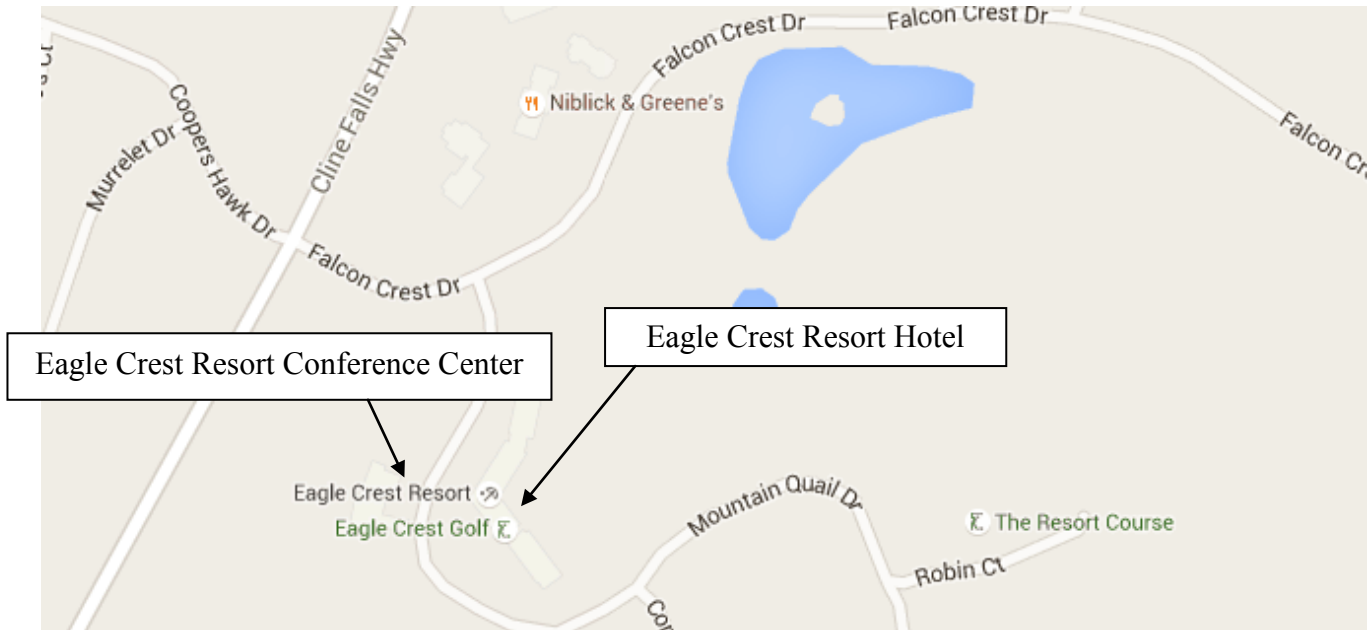 Falcon Crest Dr
Falcon Crest Dr
Cline Falls Hwy
Niblick & Greene's
Coopers Hawk Dr
Murrelet Dr
Falcon
Ct
Falcon Crest Dr
Eagle Crest Resort Hotel
Eagle Crest Resort Conference Center
Eagle Crest Resort
Eagle Crest Golf
Mountain Quail Dr
The Resort Course
Robin Ct